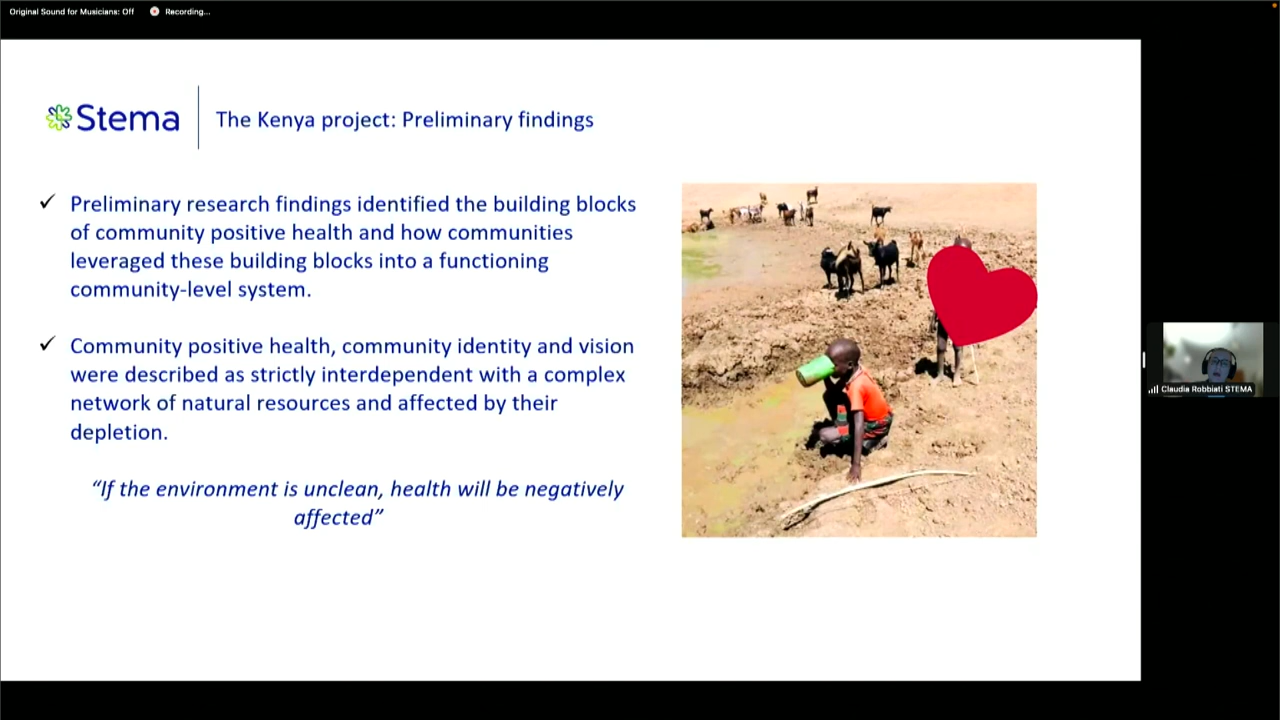 Original Sound for Musicians: Off
Recording...
Stema
The Kenya project: Preliminary findings
✓ Preliminary research findings identified the building blocks
of community positive health and how communities
leveraged these building blocks into a functioning
community-level system.
✓ Community positive health, community identity and vision
were described as strictly interdependent with a complex
network of natural resources and affected by their
depletion.
“If the environment is unclean, health will be negatively
affected”
Claudia Robbiati STEMA